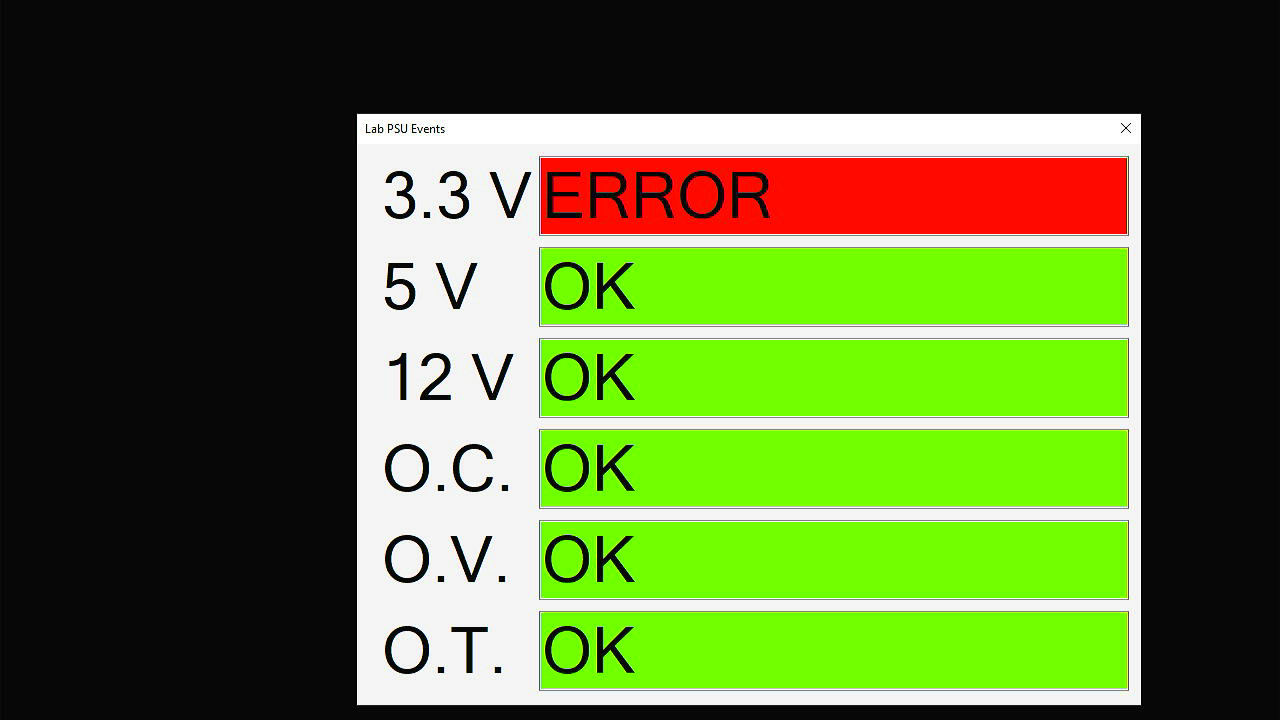 Lab PSU Events
3.3 V ERROR
5 V OK
12 V OK
O.C. OK
O.V. OK
O.T. OK